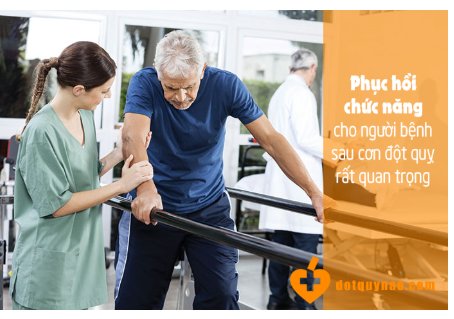 Phục hồi
chức năng
cho người bệnh
sau cơn đột quỵ
rất quan trọng
dotquynao.com